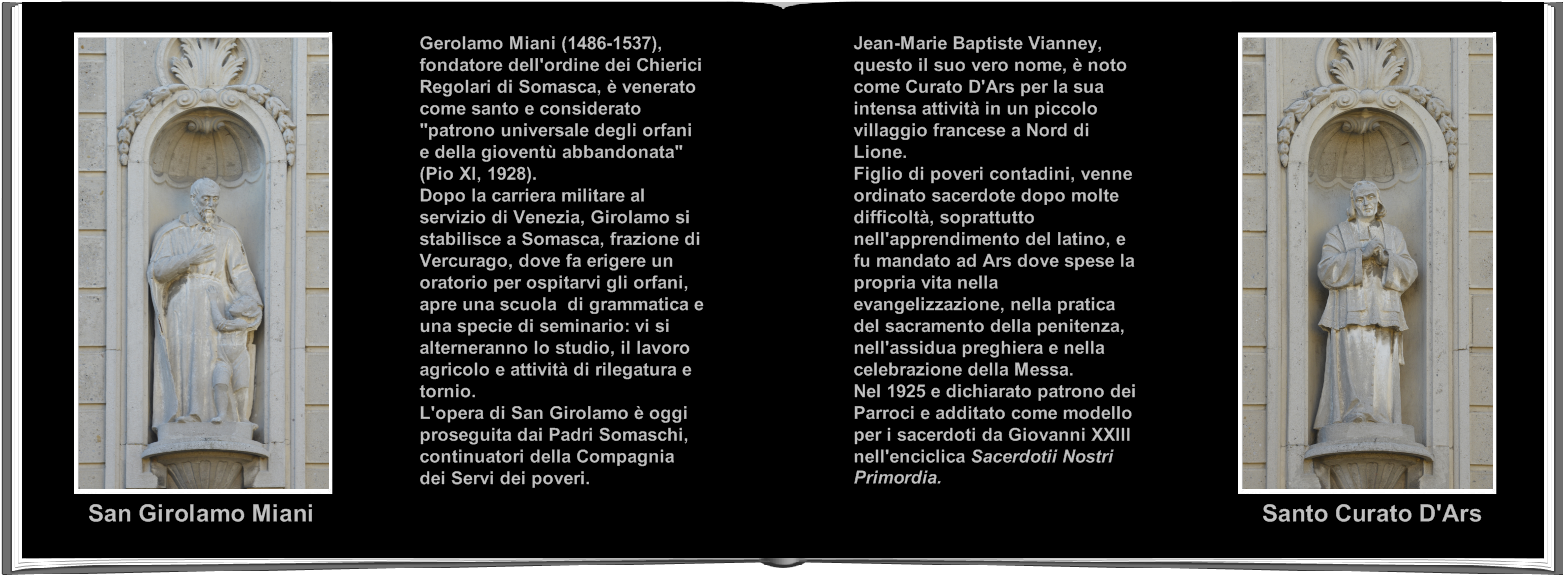 Gerolamo Miani (1486-1537),
fondatore dell'ordine dei Chierici
Regolari di Somasca, è venerato
come santo e considerato
"patrono universale degli orfani
e della gioventù abbandonata"
(Pio XI, 1928).
Dopo la carriera militare al
servizio di Venezia, Girolamo si
stabilisce a Somasca, frazione di
Vercurago, dove fa erigere un
oratorio per ospitarvi gli orfani,
apre una scuola  di grammatica e
una specie di seminario: vi si
alterneranno lo studio, il lavoro
agricolo e attività di rilegatura e
tornio.
L'opera di San Girolamo è oggi
proseguita dai Padri Somaschi,
continuatori della Compagnia
dei Servi dei poveri.
San Girolamo Miani
Jean-Marie Baptiste Vianney,
questo il suo vero nome, è noto
come Curato D'Ars per la sua
intensa attività in un piccolo
villaggio francese a Nord di
Lione.
Figlio di poveri contadini, venne
ordinato sacerdote dopo molte
difficoltà, soprattutto
nell'apprendimento del latino, e
fu mandato ad Ars dove spese la
propria vita nella
evangelizzazione, nella pratica
del sacramento della penitenza,
nell'assidua preghiera e nella
celebrazione della Messa.
Nel 1925 e dichiarato patrono dei
Parroci e additato come modello
per i sacerdoti da Giovanni XXIII
nell'enciclica Sacerdotii Nostri
Primordia.
Santo Curato D'Ars